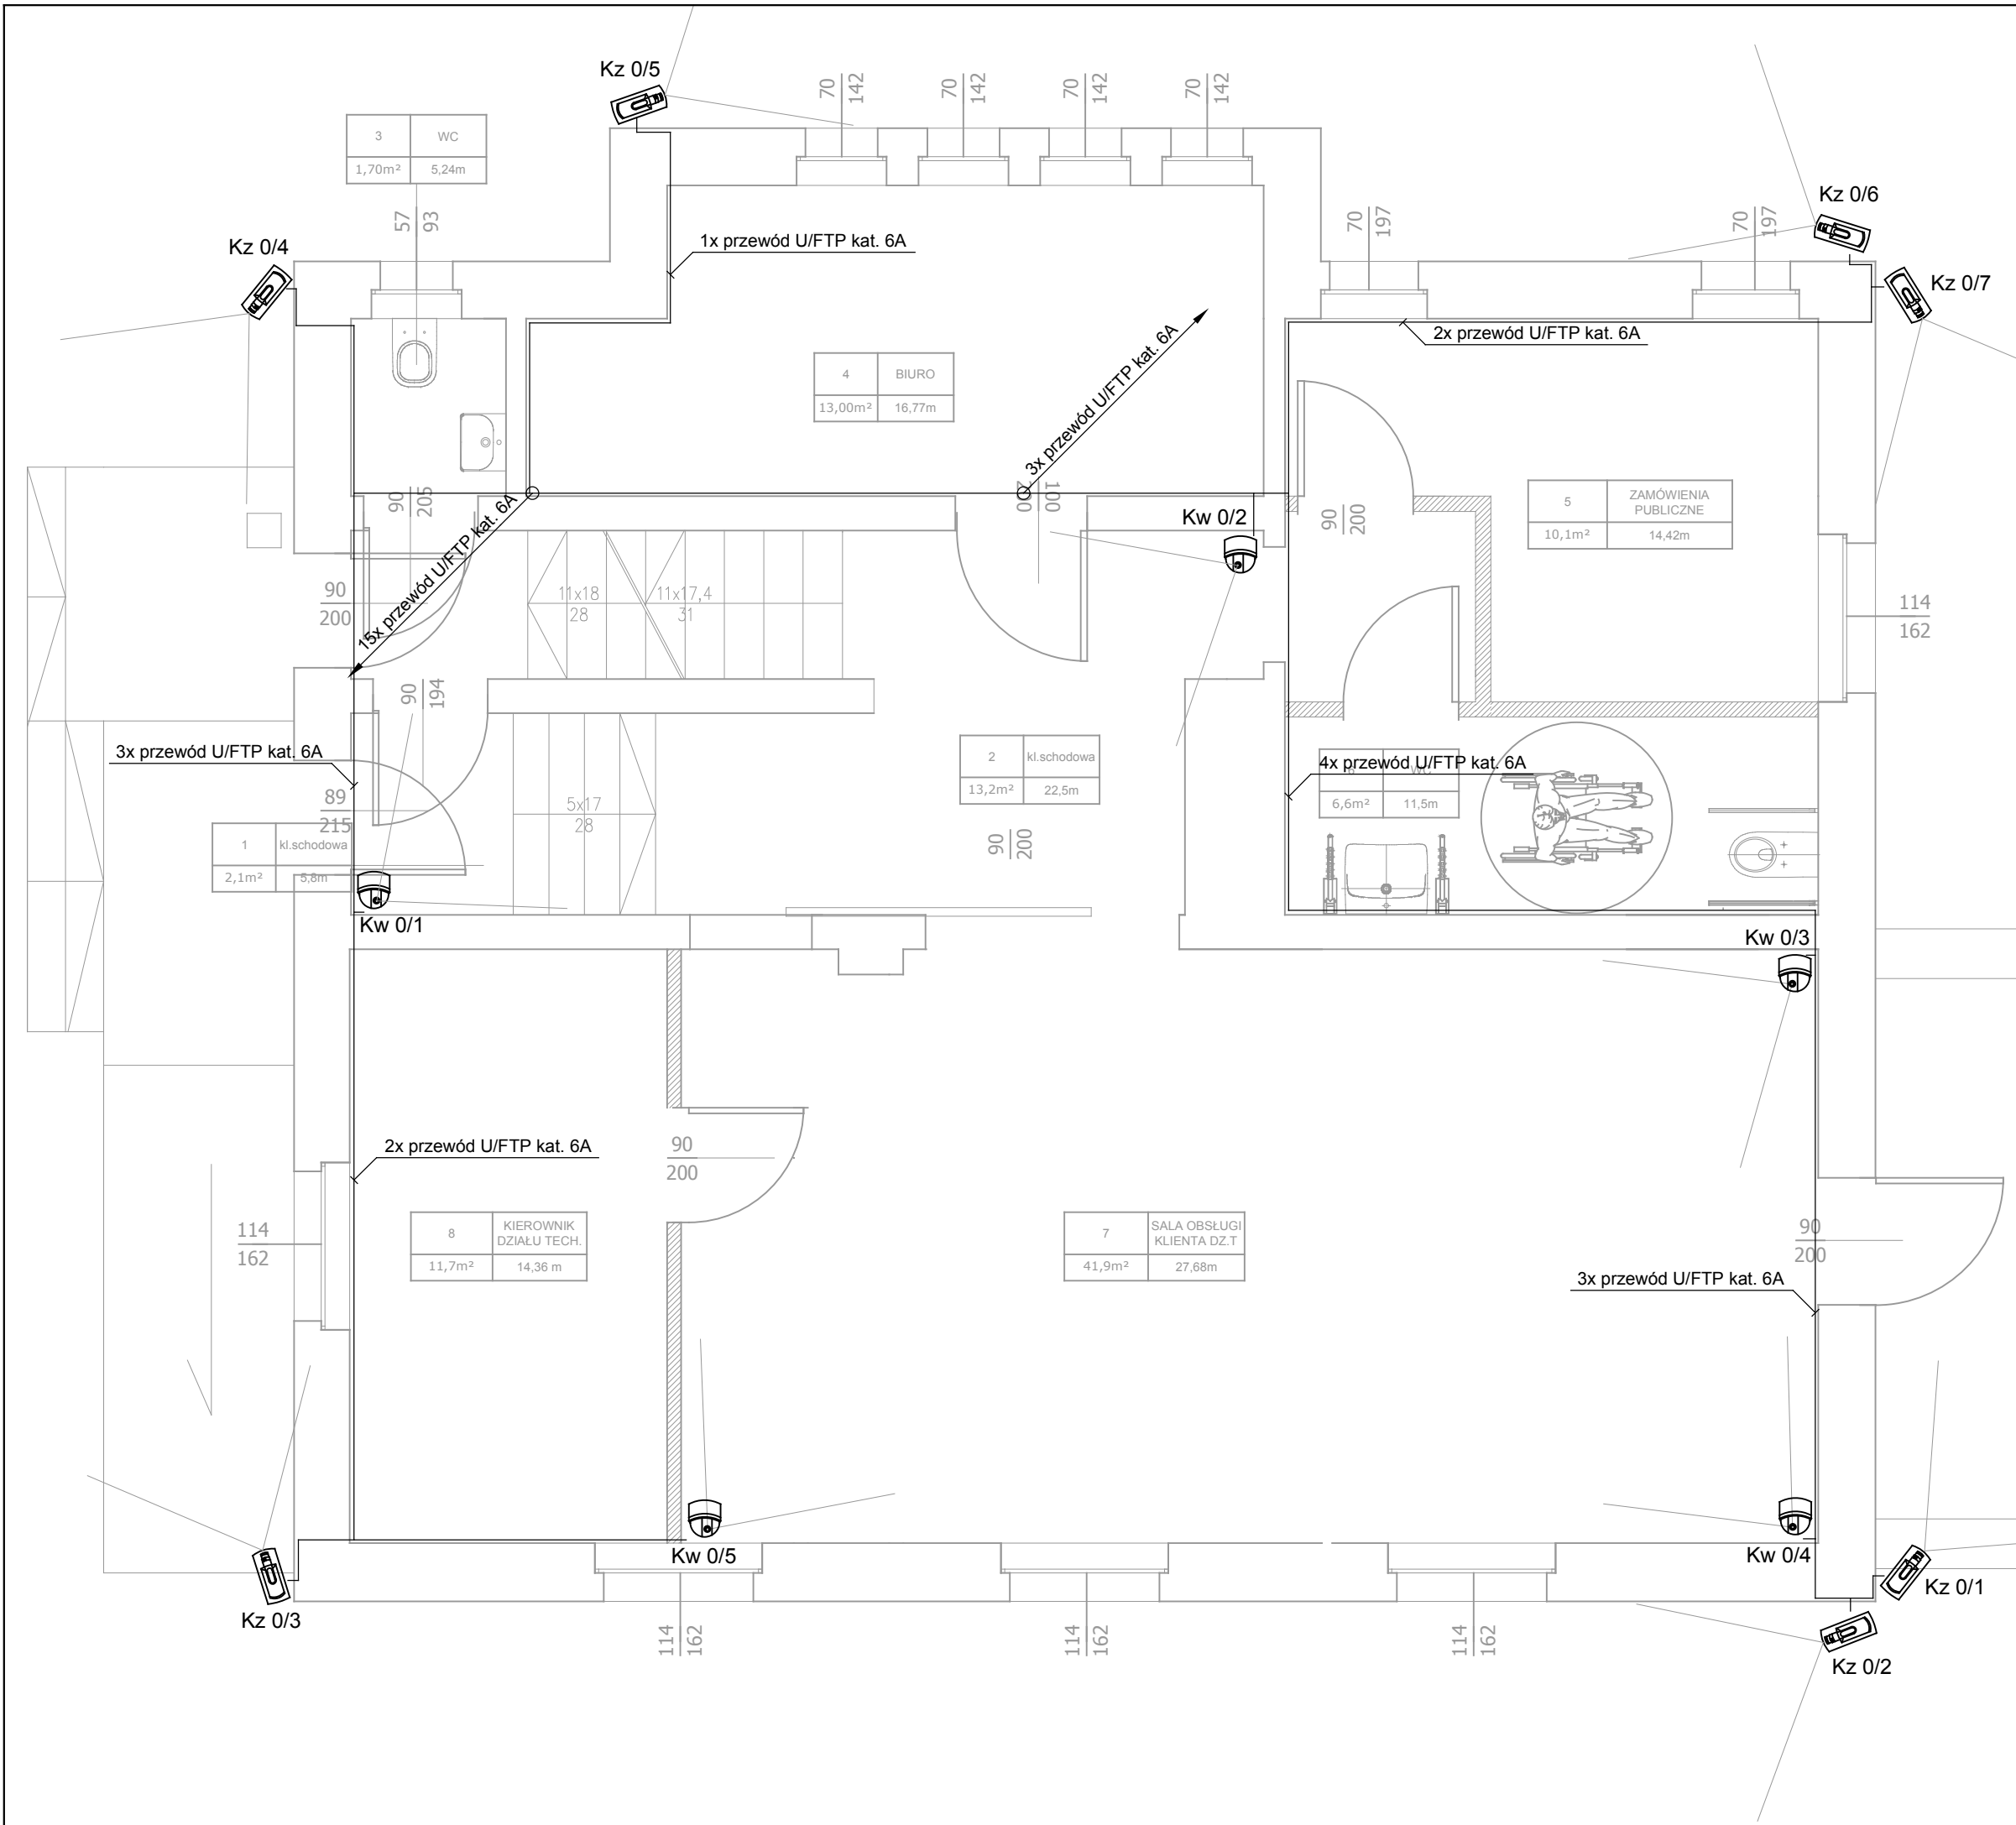 Kz 0/5
70
142
70
142
70
142
70
142
3
WC
1,70m²
5,24m
57
93
Kz 0/4
1x przewód U/FTP kat. 6A
70
197
70
197
Kz 0/6
Kz 0/7
2x przewód U/FTP kat. 6A
4
BIURO
13,00m²
16,77m
3x przewód U/FTP kat. 6A
90
205
15x przewód U/FTP kat. 6A
100
200
Kw 0/2
90
200
5
ZAMÓWIENIA
PUBLICZNE
10,1m²
14,42m
90
200
11x18
28
11x17,4
31
114
162
90
194
3x przewód U/FTP kat. 6A
2
kl.schodowa
13,2m²
22,5m
4x przewód U/FTP kat. 6A
WC
6,6m²
11,5m
89
215
5x17
28
1
kl.schodowa
2,1m²
5,8m
90
200
Kw 0/1
Kw 0/3
2x przewód U/FTP kat. 6A
90
200
114
162
8
KIEROWNIK
DZIAŁU TECH.
11,7m²
14,36 m
7
SALA OBSŁUGI
KLIENTA DZ.T
41,9m²
27,68m
90
200
3x przewód U/FTP kat. 6A
Kw 0/5
Kw 0/4
Kz 0/3
Kz 0/1
114
162
114
162
114
162
Kz 0/2